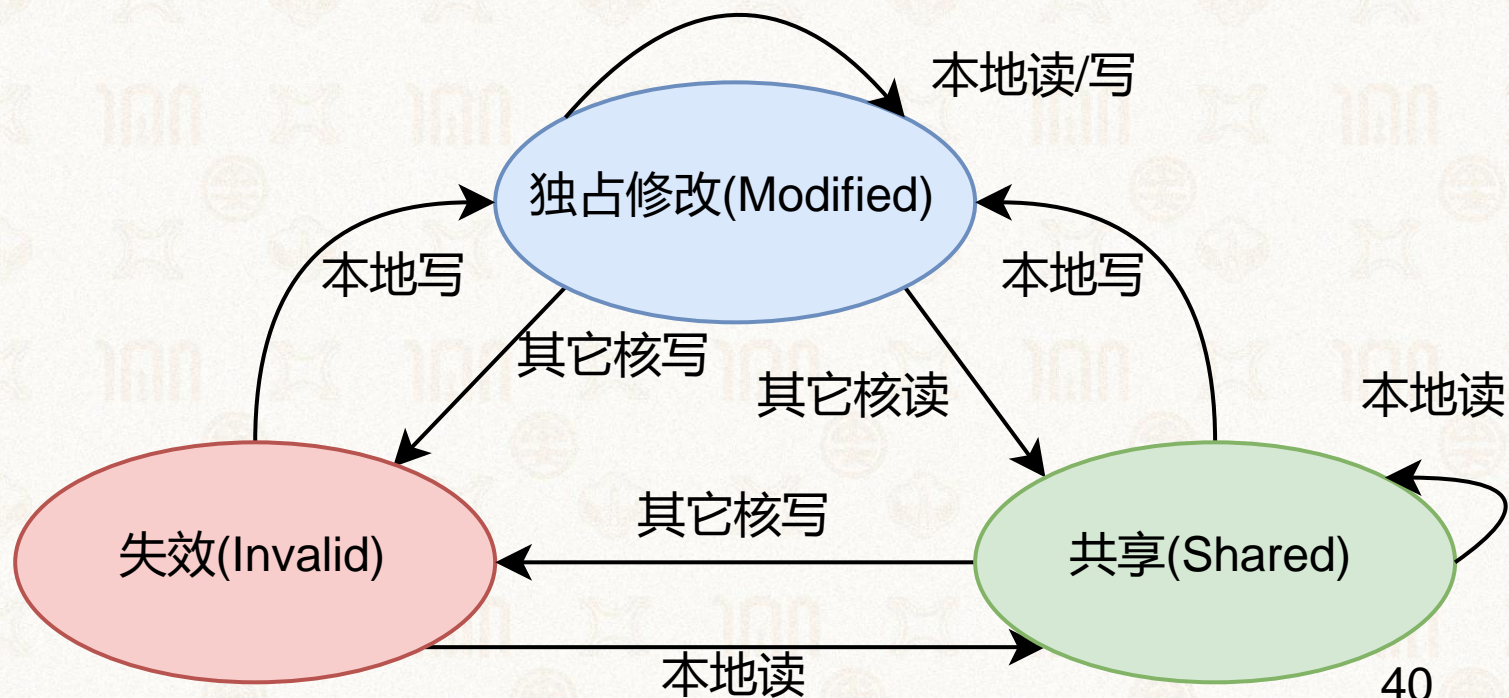 本地读/写
独占修改(Modified)
本地写
本地写
其它核写
其它核读
本地读
其它核写
失效(Invalid)
共享(Shared)
本地读
40